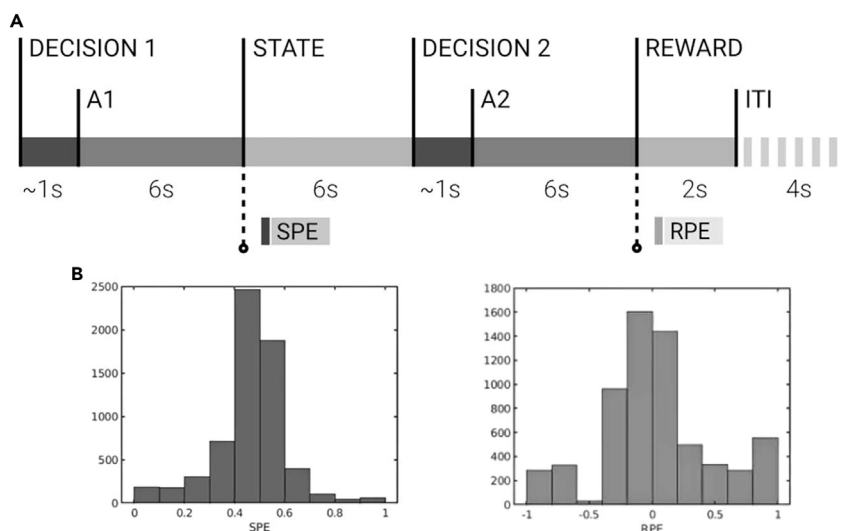 A
DECISION 1 STATE DECISION 2 REWARD
A1 A2 ITI
~1s 6s 6s ~1s 6s 2s 4s
SPE RPE
B
2500
2000
1500
1000
500
0
0 0.2 0.4 0.6 0.8 1
SPE
1800
1600
1400
1200
1000
800
600
400
200
0
-1 -0.5 0 0.5 1
RPE